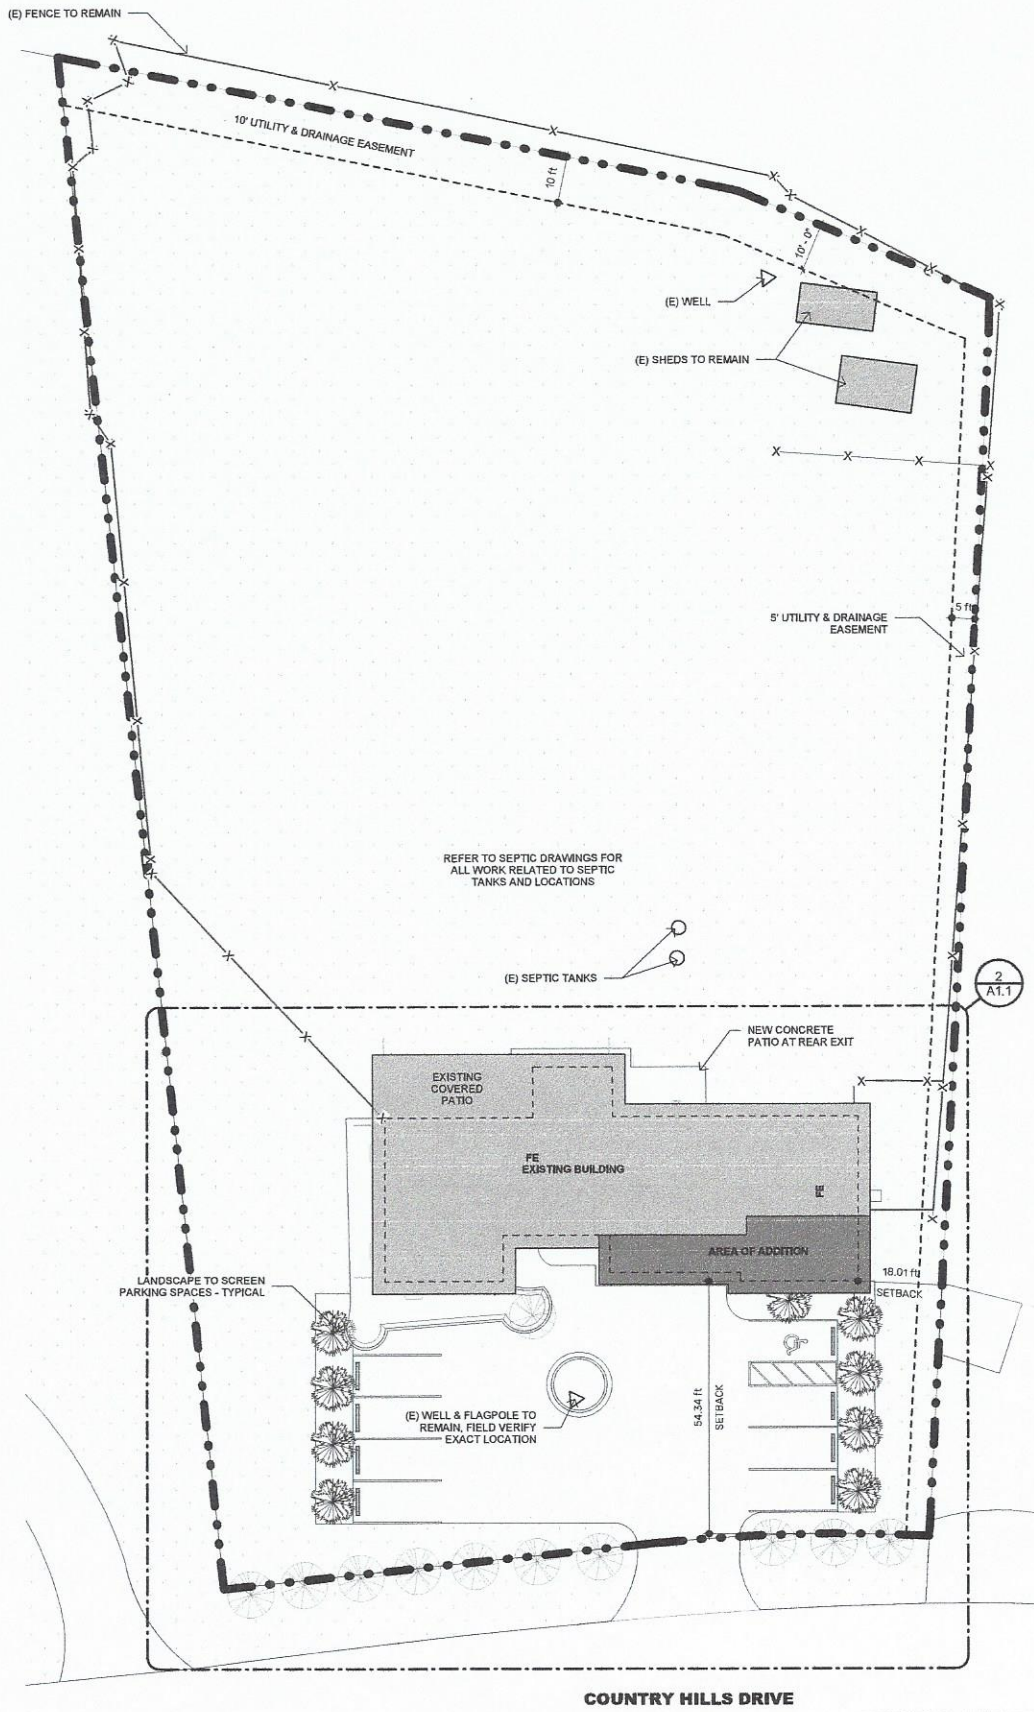 (E) FENCE TO REMAIN
10' UTILITY & DRAINAGE EASEMENT
10 ft
10' - 0"
(E) WELL
(E) SHEDS TO REMAIN
5 ft
5' UTILITY & DRAINAGE
EASEMENT
REFER TO SEPTIC DRAWINGS FOR
ALL WORK RELATED TO SEPTIC
TANKS AND LOCATIONS
(E) SEPTIC TANKS
2
A1.1
NEW CONCRETE
PATIO AT REAR EXIT
EXISTING
COVERED
PATIO
FE
EXISTING BUILDING
FE
AREA OF ADDITION
18.01 ft
SETBACK
LANDSCAPE TO SCREEN
PARKING SPACES - TYPICAL
54.34 ft
SETBACK
(E) WELL & FLAGPOLE TO
REMAIN, FIELD VERIFY
EXACT LOCATION
COUNTRY HILLS DRIVE